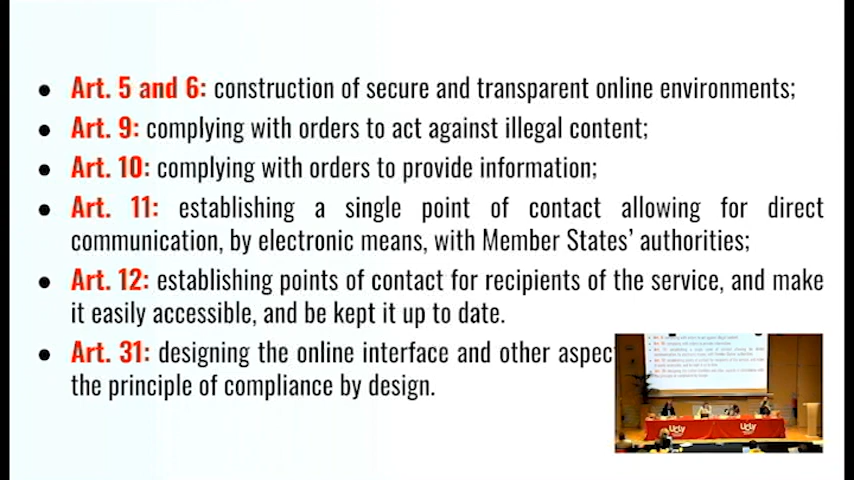 ● Art. 5 and 6: construction of secure and transparent online environments;
● Art. 9: complying with orders to act against illegal content;
● Art. 10: complying with orders to provide information;
● Art. 11: establishing a single point of contact allowing for direct
communication, by electronic means, with Member States’ authorities;
● Art. 12: establishing points of contact for recipients of the service, and make
it easily accessible, and be kept it up to date.
● Art. 31: designing the online interface and other
the principle of compliance by design.
Ucly
Ucly